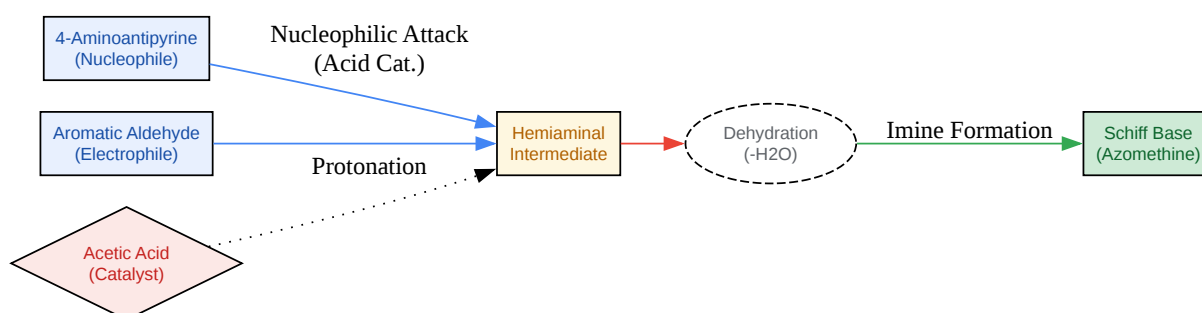 4-Aminoantipyrine
(Nucleophile)
Nucleophilic Attack
(Acid Cat.)
Aromatic Aldehyde
(Electrophile)
Protonation
Acetic Acid
(Catalyst)
Hemiaminal
Intermediate
Dehydration
(-H2O)
Imine Formation
Schiff Base
(Azomethine)